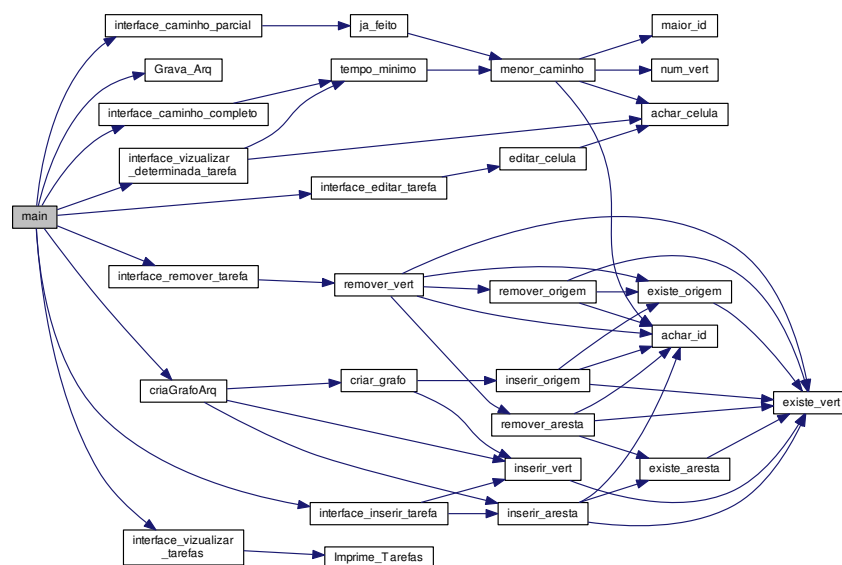 interface_caminho_parcial
ja_feito
maior_id
Grava_Arq
tempo_minimo
menor_caminho
num_vert
interface_caminho_completo
achar_celula
interface_vizualizar
_determinada_tarefa
editar_celula
interface_editar_tarefa
main
interface_remover_tarefa
remover_vert
remover_origem
existe_origem
achar_id
criaGrafoArq
criar_grafo
inserir_origem
existe_vert
remover_aresta
inserir_vert
existe_aresta
interface_inserir_tarefa
inserir_aresta
interface_vizualizar
_tarefas
Imprime_Tarefas